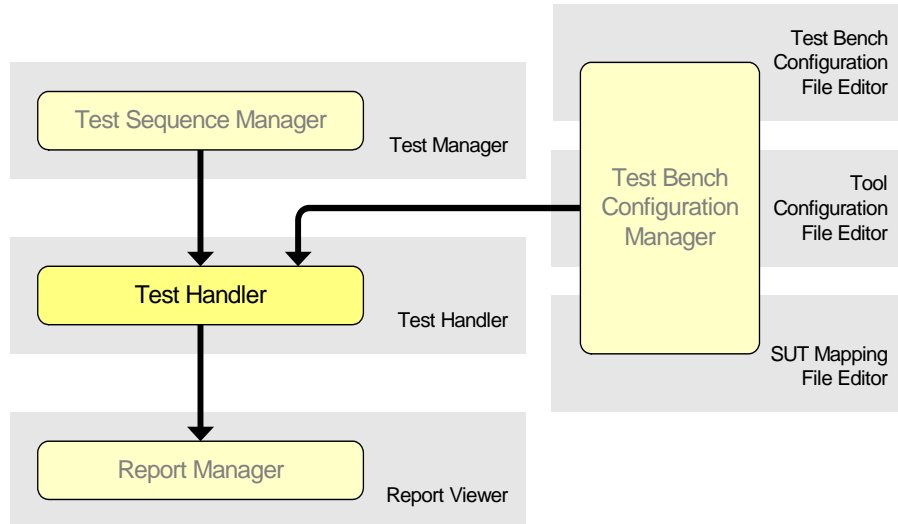 Test Sequence Manager
Test Manager
Test Handler
Test Handler
Report Manager
Report Viewer
Test Bench
Configuration
File Editor
Test Bench
Configuration
Manager
Tool
Configuration
File Editor
SUT Mapping
File Editor